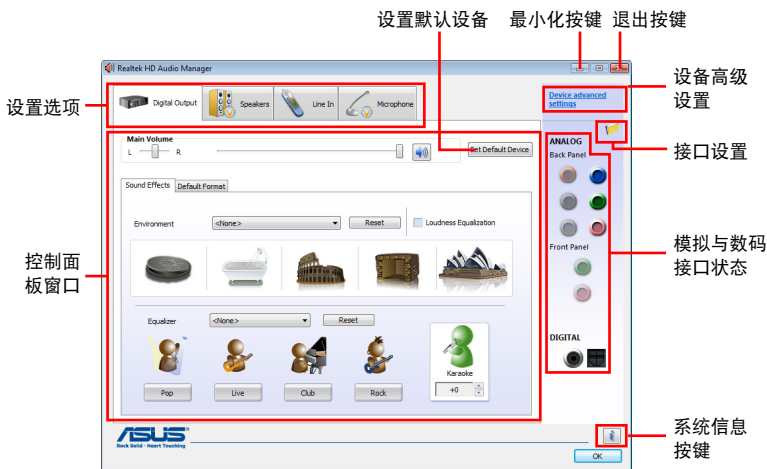 设置默认设备
最小化按键
退出按键
Realtek HD Audio Manager
设备高级
设置
设置选项
Digital Output
Speakers
Line In
Microphone
Device advanced
settings
Main Volume
L
R
Set Default Device
接口设置
ANALOG
Back Panel
Sound Effects
Default Format
Environment
<None>
Reset
Loudness Equalization
控制面
板窗口
Front Panel
模拟与数码
接口状态
Equalizer
<None>
Reset
Pop
Live
Club
Rock
Karaoke
+0
DIGITAL
ASUS
Rock Solid · Heart Touching
系统信息
按键
OK